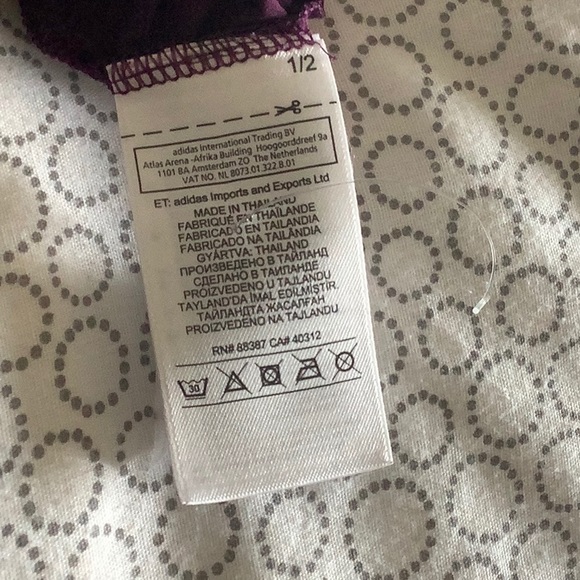 1/2
adidas International Trading BV
Atlas Arena -Afrika Building Hoogoorddreef 9a
1101 BA Amsterdam ZO The Netherlands
VAT NO. NL 8073.01.322.B.01
ET: adidas Imports and Exports Ltd
MADE IN THAILAND
FABRIQUÉ EN THAÏLANDE
FABRICADO EN TAILANDIA
FABRICADO NA TAILÂNDIA
GYÁRTVA: THAILAND
ПРОИЗВЕДЕНО В ТАЙЛАНД
СДЕЛАНО В ТАИЛАНДЕ
PROIZVEDENO U TAJLANDU
TAYLAND'DA İMAL EDİLMİŞTİR.
ТАЙЛАНДТА ЖАСАЛҒАН
PROIZVEDENO NA TAJLANDU
RN# 88387 CA# 40312
30